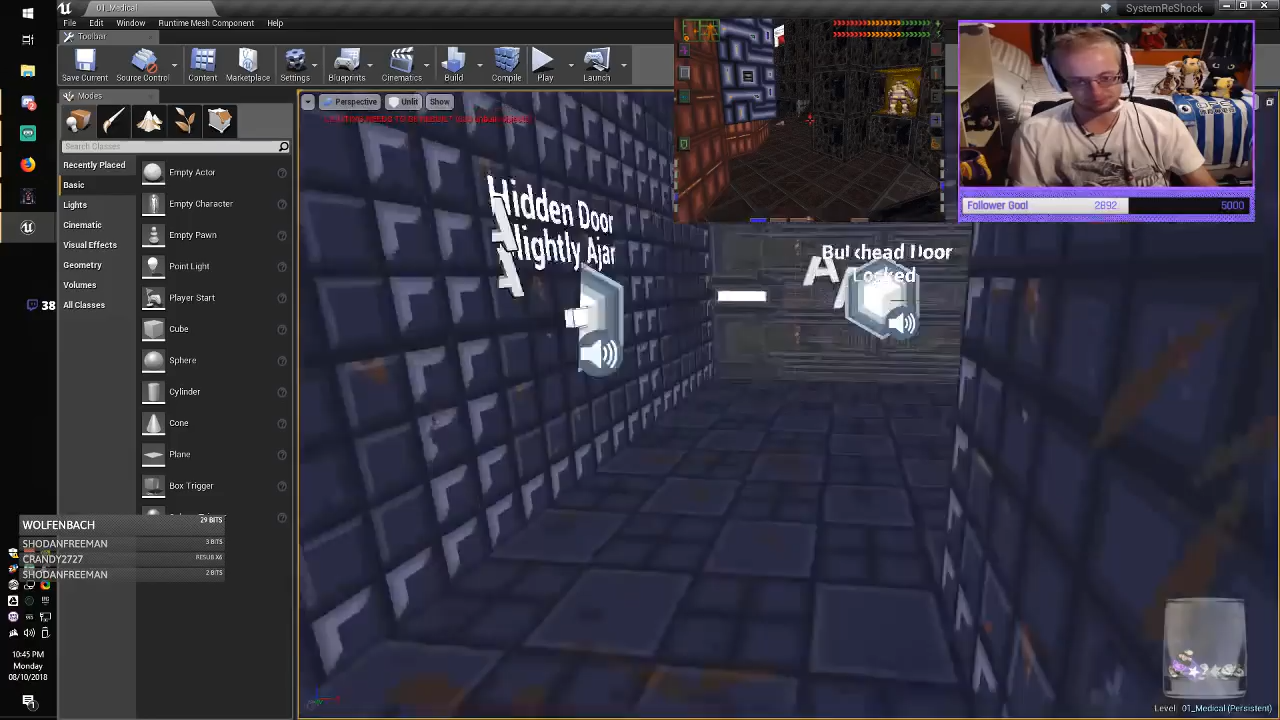 01_Medical
SystemReShock
File Edit Window Runtime Mesh Component Help
Toolbar
Save Current Source Control Content Marketplace Settings Blueprints Cinematics Build Compile Play Launch
Modes
Perspective Unlit Show
Search Classes
Recently Placed
Basic
Lights
Cinematic
Visual Effects
Geometry
Volumes
All Classes
Empty Actor
Empty Character
Empty Pawn
Point Light
Player Start
Cube
Sphere
Cylinder
Cone
Plane
Box Trigger
Hidden Door
Slightly Ajar
Bulkhead Door
Locked
Follower Goal 2892 5000
38
WOLFENBACH 29 BITS
SHODANFREEMAN 3 BITS
CRANDY2727 RESUB X6
SHODANFREEMAN 2 BITS
10:45 PM
Monday
08/10/2018
Level: 01_Medical (Persistent)